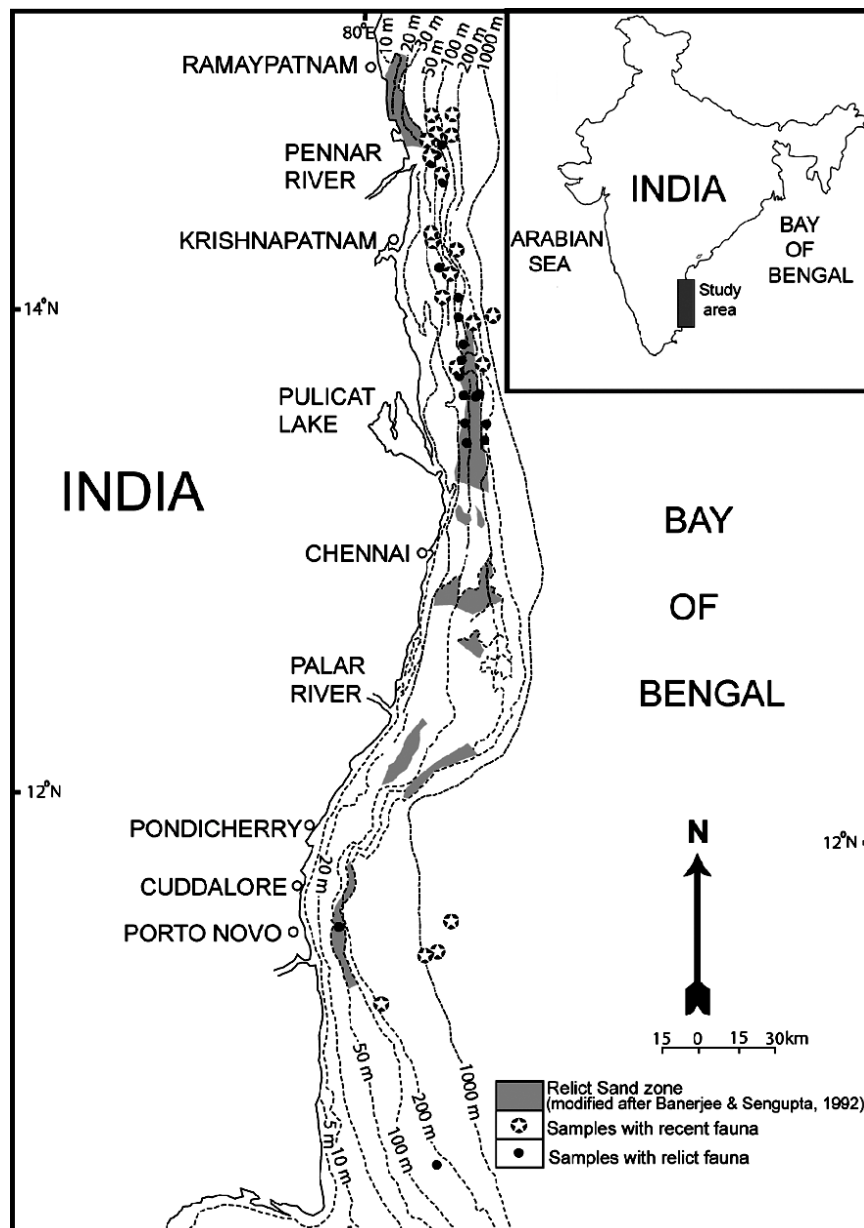 80°E
10 m
20 m
30 m
50 m
100 m
200 m
1000 m
RAMAYPATNAM
PENNAR
RIVER
KRISHNAPATNAM
14°N
PULICAT
LAKE
INDIA
CHENNAI
PALAR
RIVER
12°N
PONDICHERRY
CUDDALORE
PORTO NOVO
20 m
50 m
100 m
200 m
1000 m
5 m
10 m
INDIA
ARABIAN
SEA
BAY
OF
BENGAL
Study
area
BAY
OF
BENGAL
12°N
N
15 0 15 30km
Relict Sand zone
(modified after Banerjee & Sengupta, 1992)
Samples with recent fauna
Samples with relict fauna